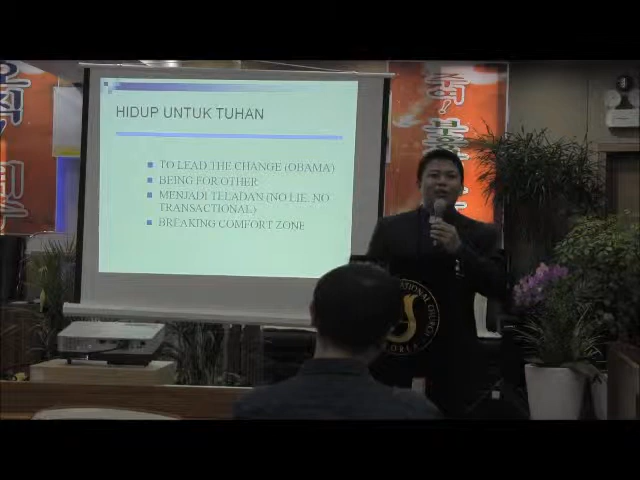 HIDUP UNTUK TUHAN
TO LEAD THE CHANGE (OBAMA)
BEING FOR OTHER
MENJADI TELADAN (NO LIE, NO
TRANSACTIONAL)
BREAKING COMFORT ZONE